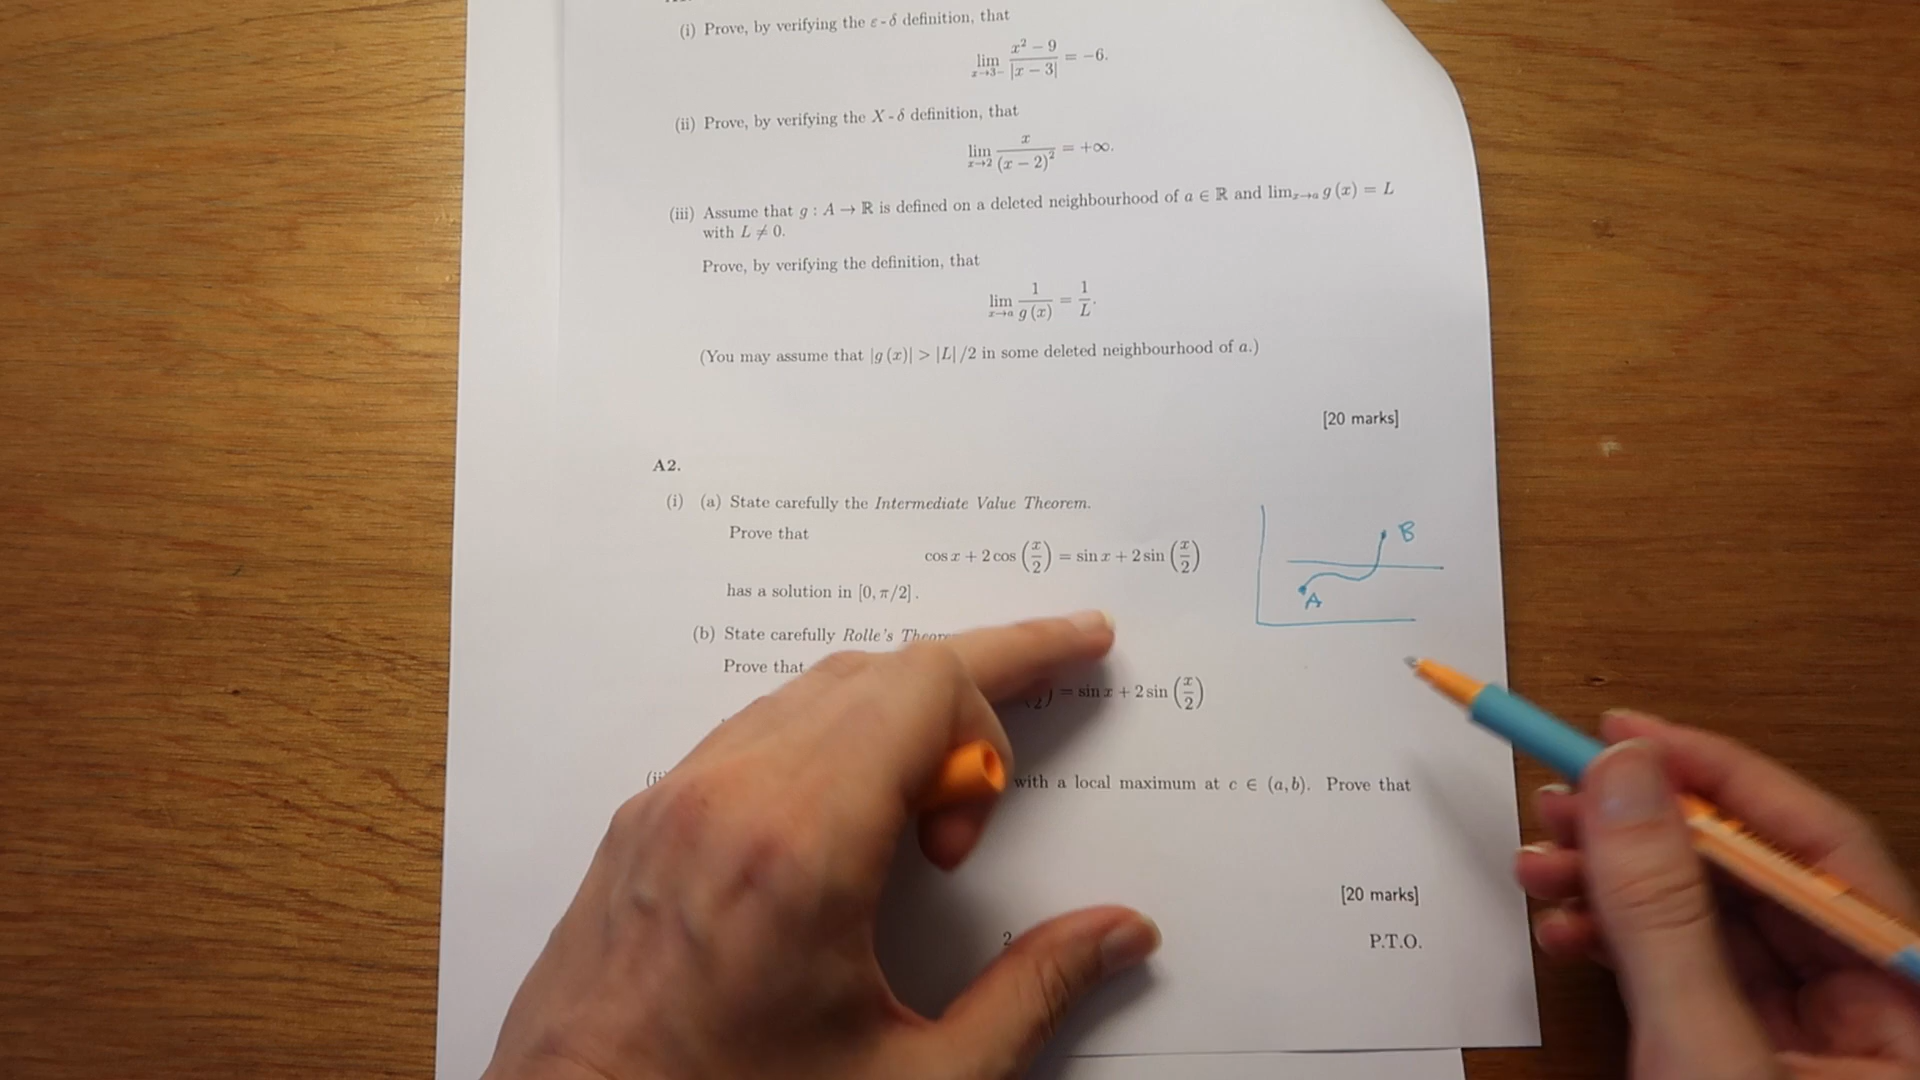 (i) Prove, by verifying the ε - δ definition, that
lim x→3− (x² − 9)/|x − 3| = −6.
(ii) Prove, by verifying the X - δ definition, that
lim x→2 x/(x − 2)² = +∞.
(iii) Assume that g : A → ℝ is defined on a deleted neighbourhood of a ∈ ℝ and limₓ→ₐ g (x) = L
with L ≠ 0.
Prove, by verifying the definition, that
lim x→a 1/g (x) = 1/L.
(You may assume that |g (x)| > |L| /2 in some deleted neighbourhood of a.)
[20 marks]
A2.
(i) (a) State carefully the Intermediate Value Theorem.
Prove that
cos x + 2 cos (x/2) = sin x + 2 sin (x/2)
has a solution in [0, π/2] .
B
A
(b) State carefully Rolle's
Prove that
= sin x + 2 sin (x/2)
with a local maximum at c ∈ (a, b). Prove that
[20 marks]
2
P.T.O.